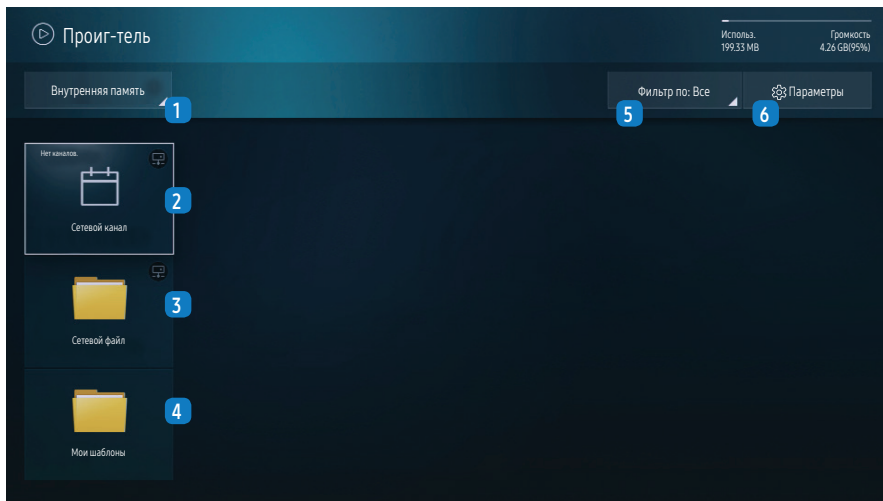 Проиг-тель
Использ. Громкость
199.33 MB 4.26 GB(95%)
Внутренняя память
1
Фильтр по: Все
5
Параметры
6
Нет каналов.
2
Сетевой канал
3
Сетевой файл
4
Мои шаблоны